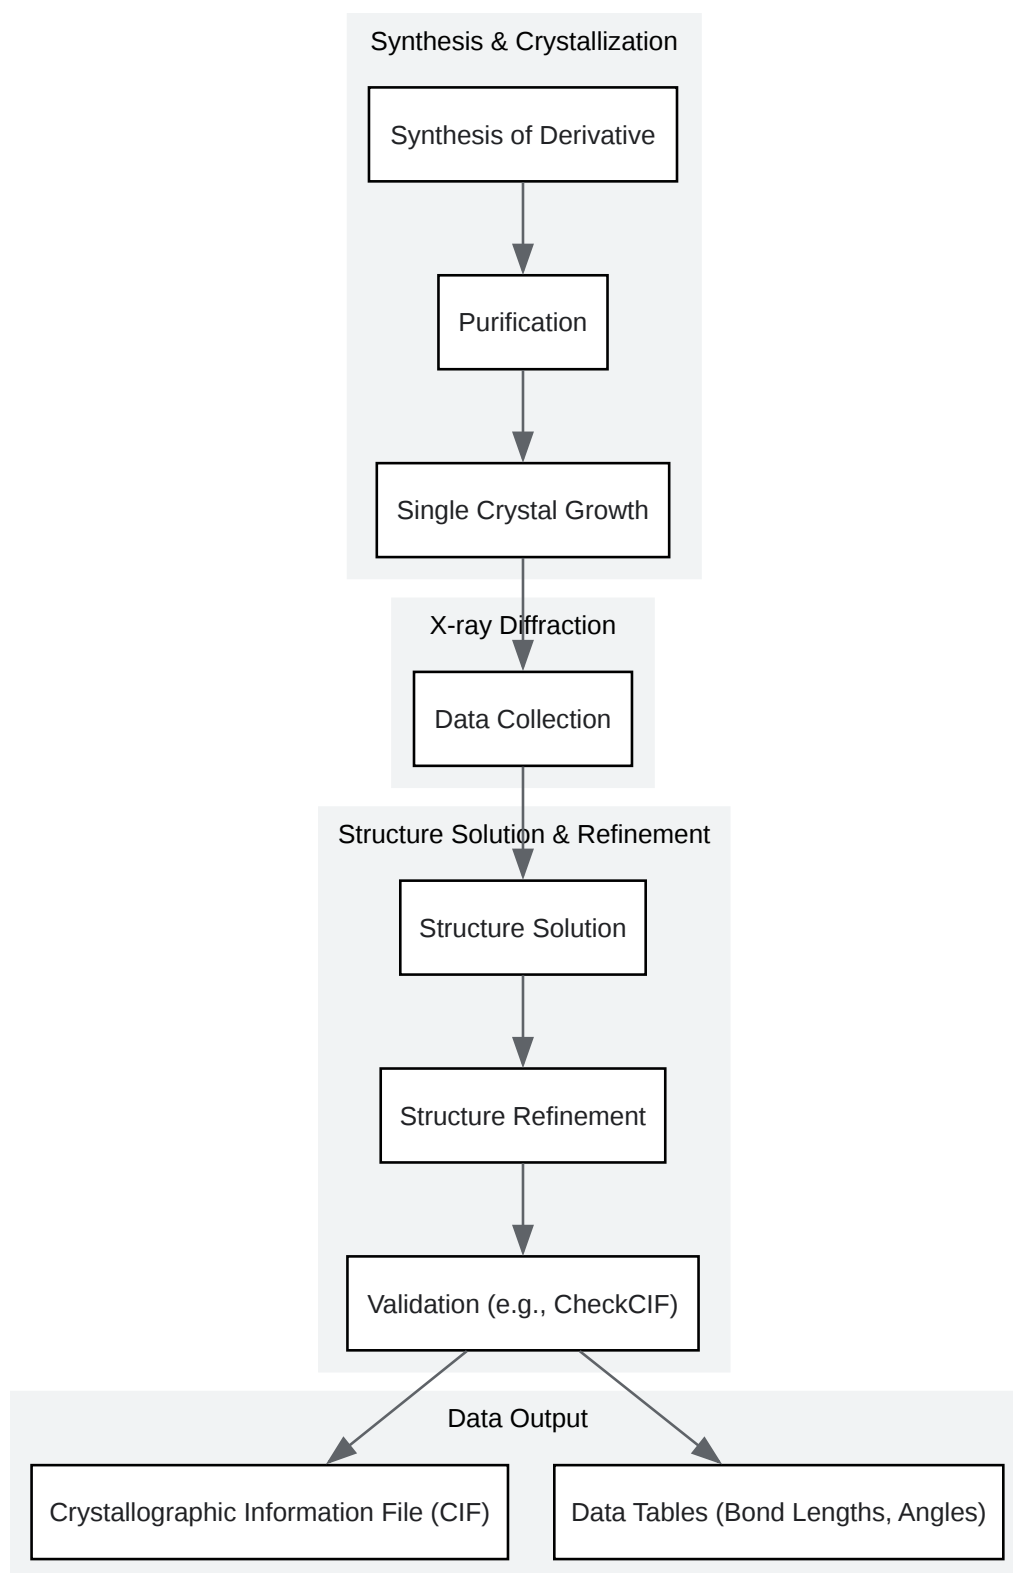 Synthesis & Crystallization
Synthesis of Derivative
Purification
Single Crystal Growth
X-ray Diffraction
Data Collection
Structure Solution & Refinement
Structure Solution
Structure Refinement
Validation (e.g., CheckCIF)
Data Output
Crystallographic Information File (CIF)
Data Tables (Bond Lengths, Angles)